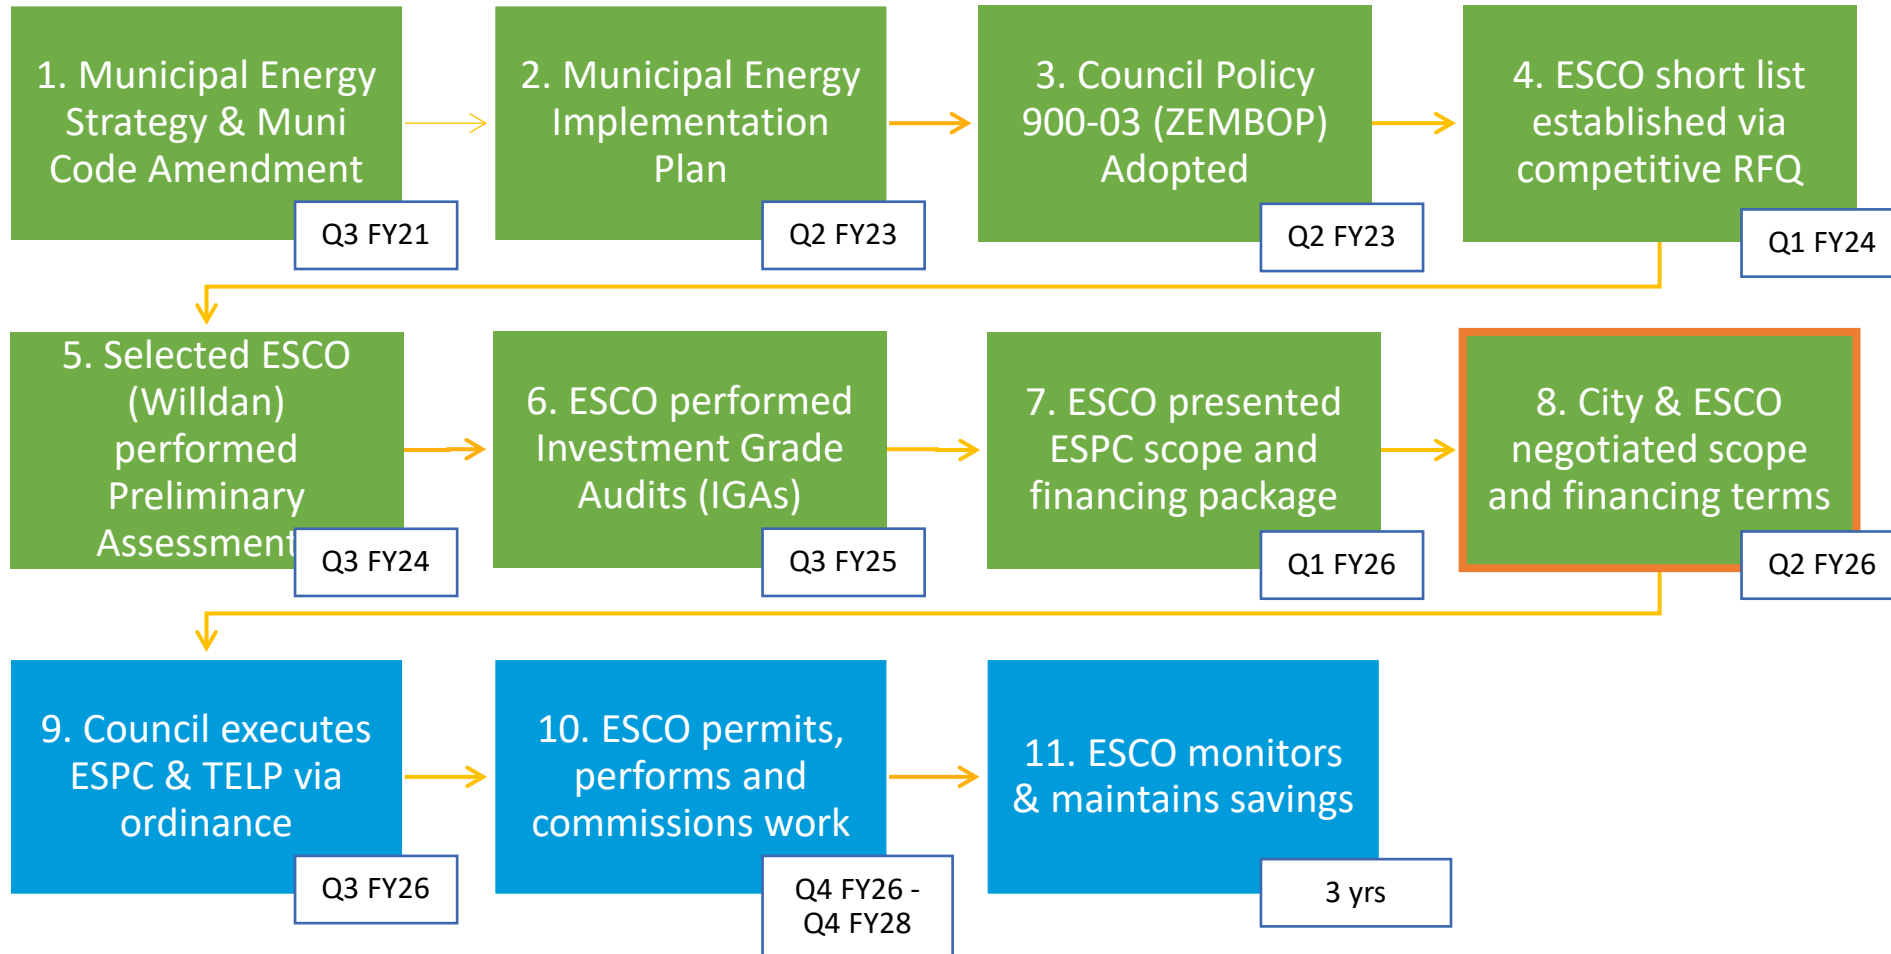 1. Municipal Energy
Strategy & Muni
Code Amendment
Q3 FY21
2. Municipal Energy
Implementation
Plan
Q2 FY23
3. Council Policy
900-03 (ZEMBOP)
Adopted
Q2 FY23
4. ESCO short list
established via
competitive RFQ
Q1 FY24
5. Selected ESCO
(Willdan)
performed
Preliminary
Assessment
Q3 FY24
6. ESCO performed
Investment Grade
Audits (IGAs)
Q3 FY25
7. ESCO presented
ESPC scope and
financing package
Q1 FY26
8. City & ESCO
negotiated scope
and financing terms
Q2 FY26
9. Council executes
ESPC & TELP via
ordinance
Q3 FY26
10. ESCO permits,
performs and
commissions work
Q4 FY26 -
Q4 FY28
11. ESCO monitors
& maintains savings
3 yrs